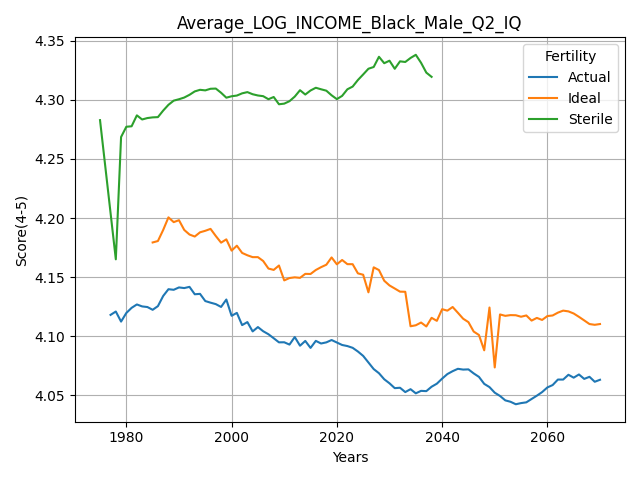 Average_LOG_INCOME_Black_Male_Q2_IQ
Score(4-5)
4.35
4.30
4.25
4.20
4.15
4.10
4.05
Fertility
Actual
Ideal
Sterile
1980
2000
2020
2040
2060
Years